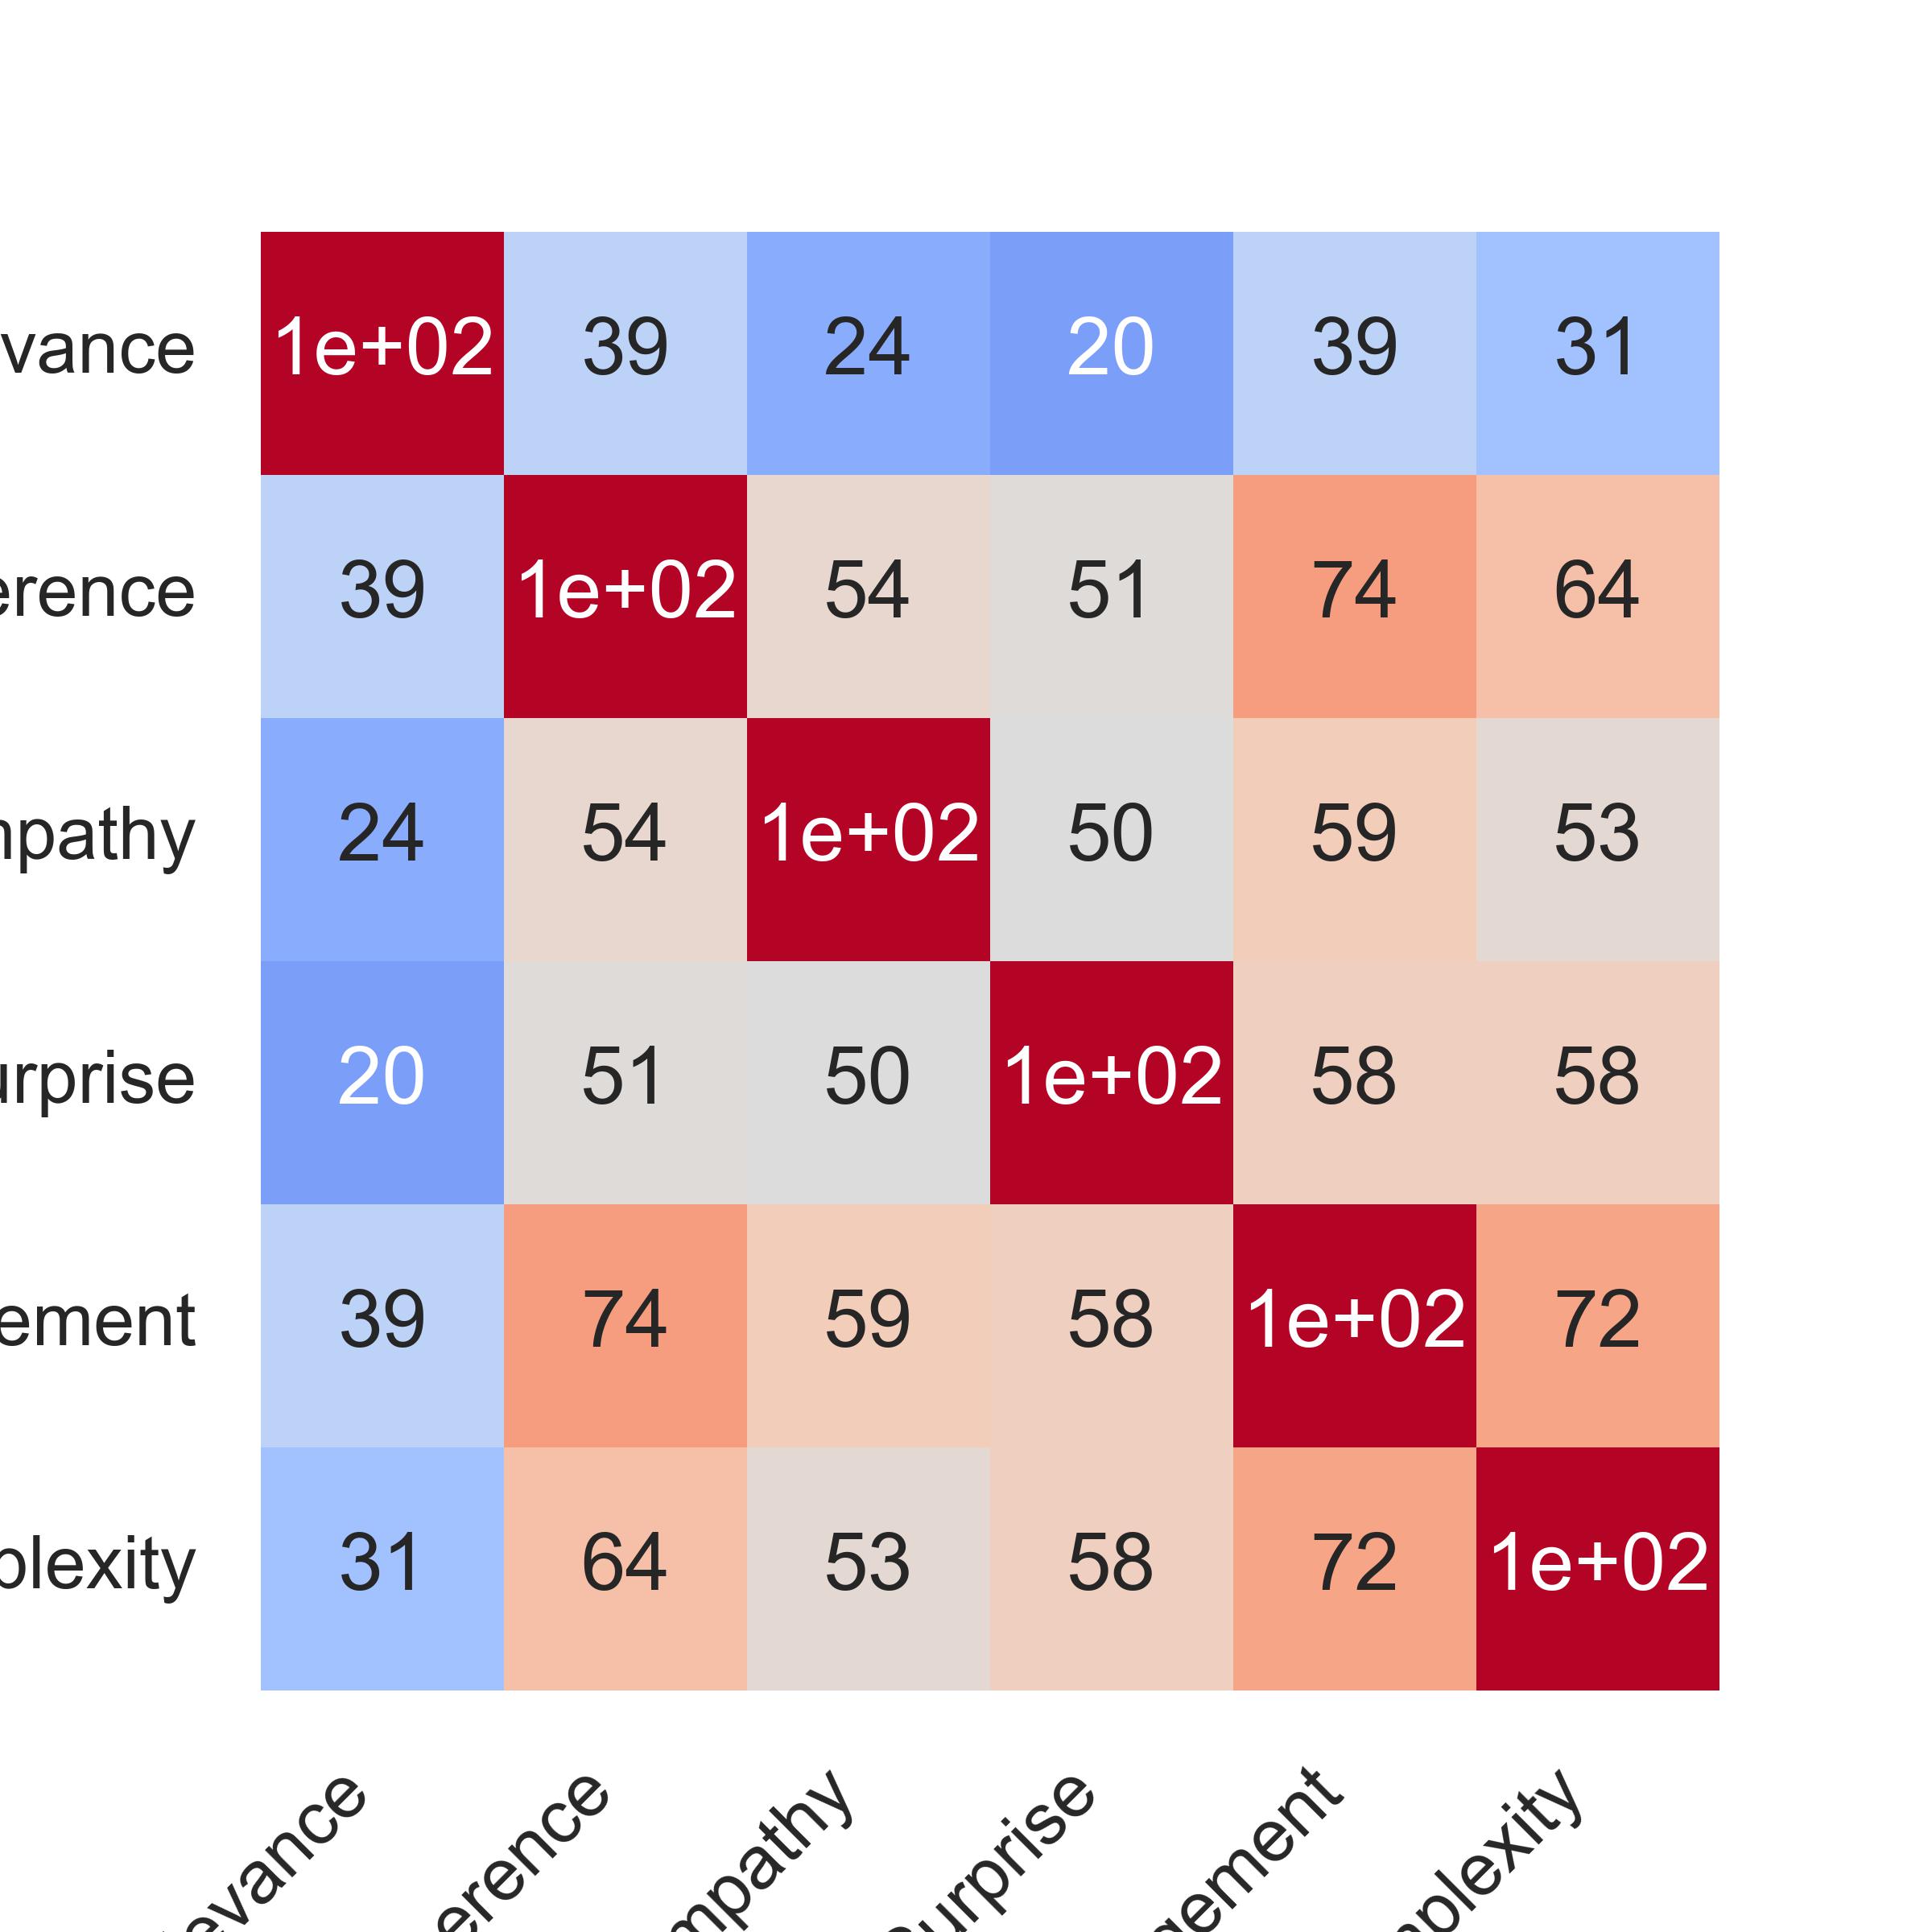 vance 1e+02 39 24 20 39 31
erence 39 1e+02 54 51 74 64
mpathy 24 54 1e+02 50 59 53
urprise 20 51 50 1e+02 58 58
ement 39 74 59 58 1e+02 72
plexity 31 64 53 58 72 1e+02
evance erence mpathy urprise gement mplexity